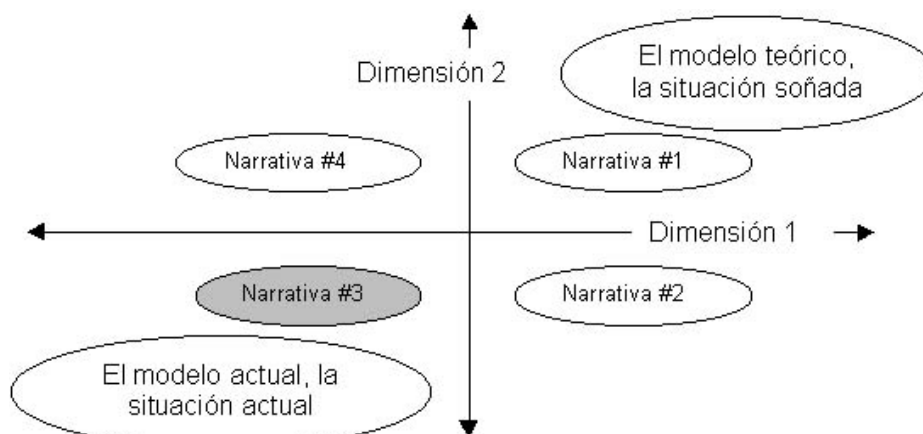 El modelo teórico,
la situación soñada
Dimensión 2
Narrativa #4
Narrativa #1
Dimensión 1
Narrativa #3
Narrativa #2
El modelo actual, la
situación actual